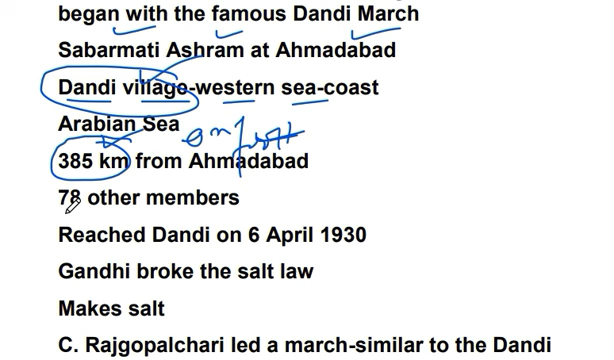 began with the famous Dandi March
Sabarmati Ashram at Ahmadabad
Dandi village-western sea-coast
Arabian Sea
on foot
385 km from Ahmadabad
78 other members
Reached Dandi on 6 April 1930
Gandhi broke the salt law
Makes salt
C. Rajgopalchari led a march-similar to the Dandi